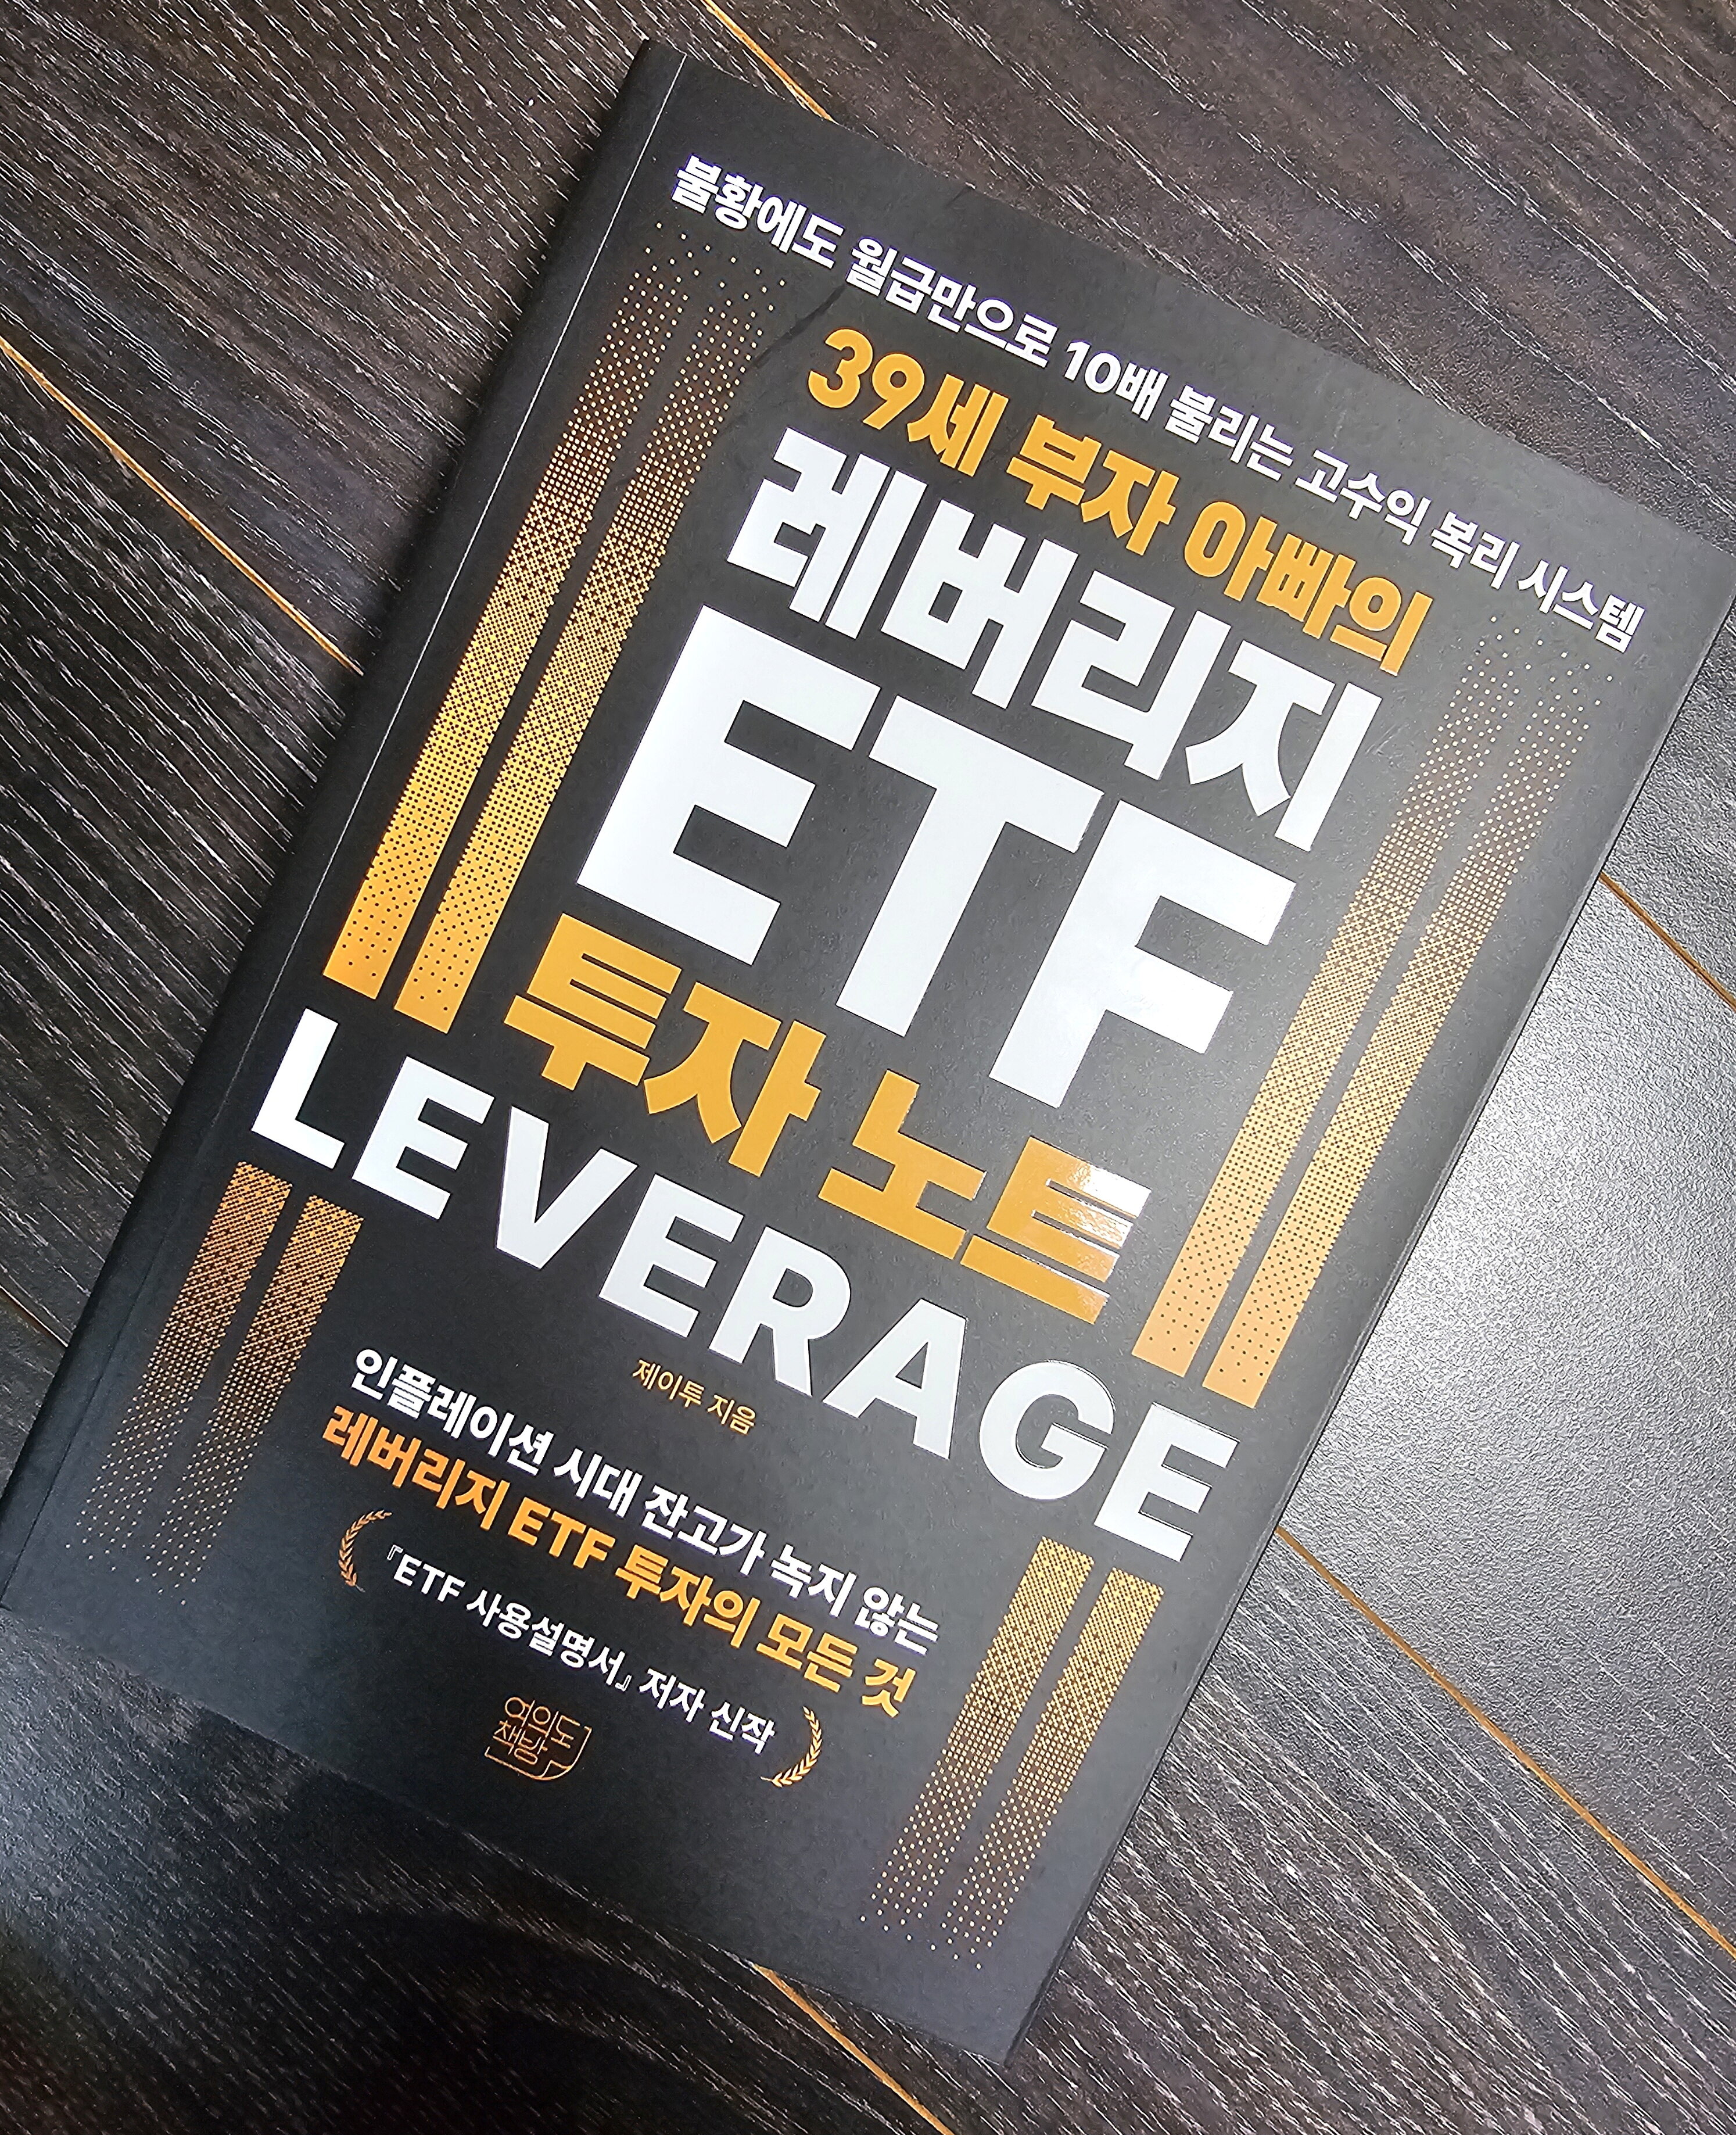 불황에도 월급만으로 10배 불리는 고수익 복리 시스템
39세 부자 아빠의
레버리지
ETF
투자 노트
LEVERAGE
제이투 지음
인플레이션 시대 잔고가 녹지 않는
레버리지 ETF 투자의 모든 것
『ETF 사용설명서』 저자 신작
여의도
책방